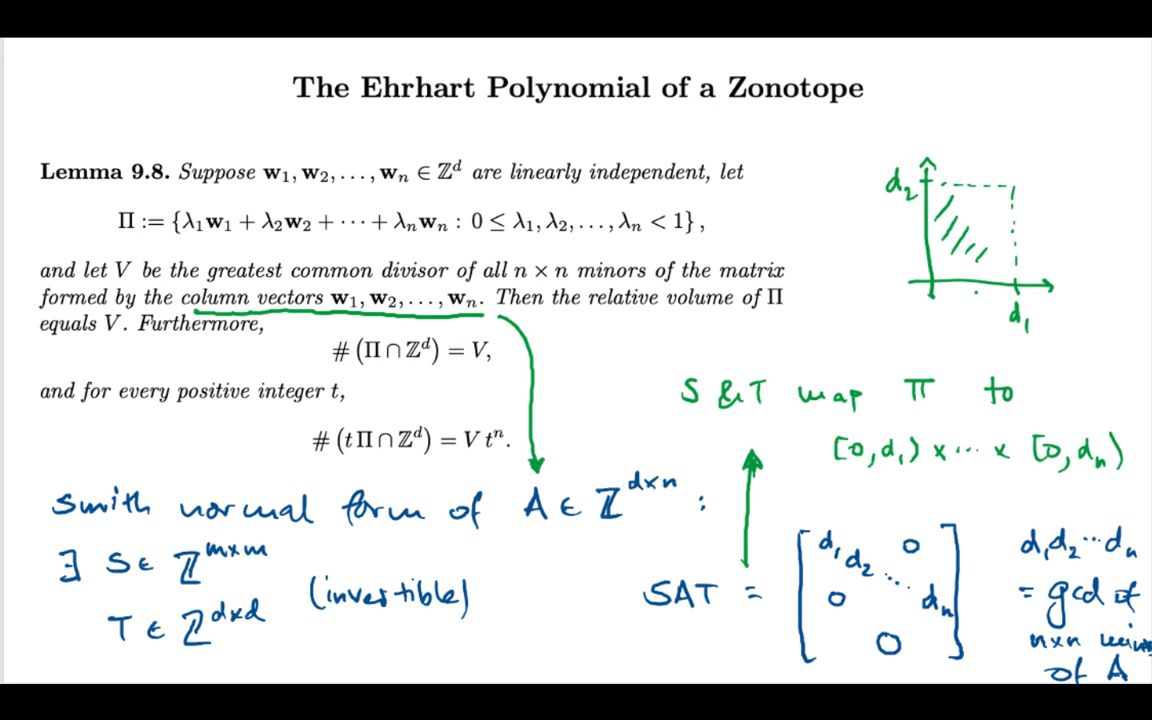 The Ehrhart Polynomial of a Zonotope
Lemma 9.8. Suppose w₁, w₂, . . . , wₙ ∈ ℤᵈ are linearly independent, let
Π := {λ₁w₁ + λ₂w₂ + ··· + λₙwₙ : 0 ≤ λ₁, λ₂, . . . , λₙ < 1} ,
and let V be the greatest common divisor of all n × n minors of the matrix
formed by the column vectors w₁, w₂, . . . , wₙ. Then the relative volume of Π
equals V. Furthermore,
# (Π ∩ ℤᵈ) = V,
and for every positive integer t,
# (t Π ∩ ℤᵈ) = V tⁿ.
d₂
d₁
S & T map Π to
[0,d₁) × ··· × [0,dₙ)
Smith normal form of A ∈ ℤᵈˣⁿ :
∃ S ∈ ℤᵐˣᵐ
T ∈ ℤᵈˣᵈ
(invertible)
SAT =
d₁ 0
d₂ ...
0 dₙ
0
d₁d₂···dₙ
= gcd of
n×n
of A